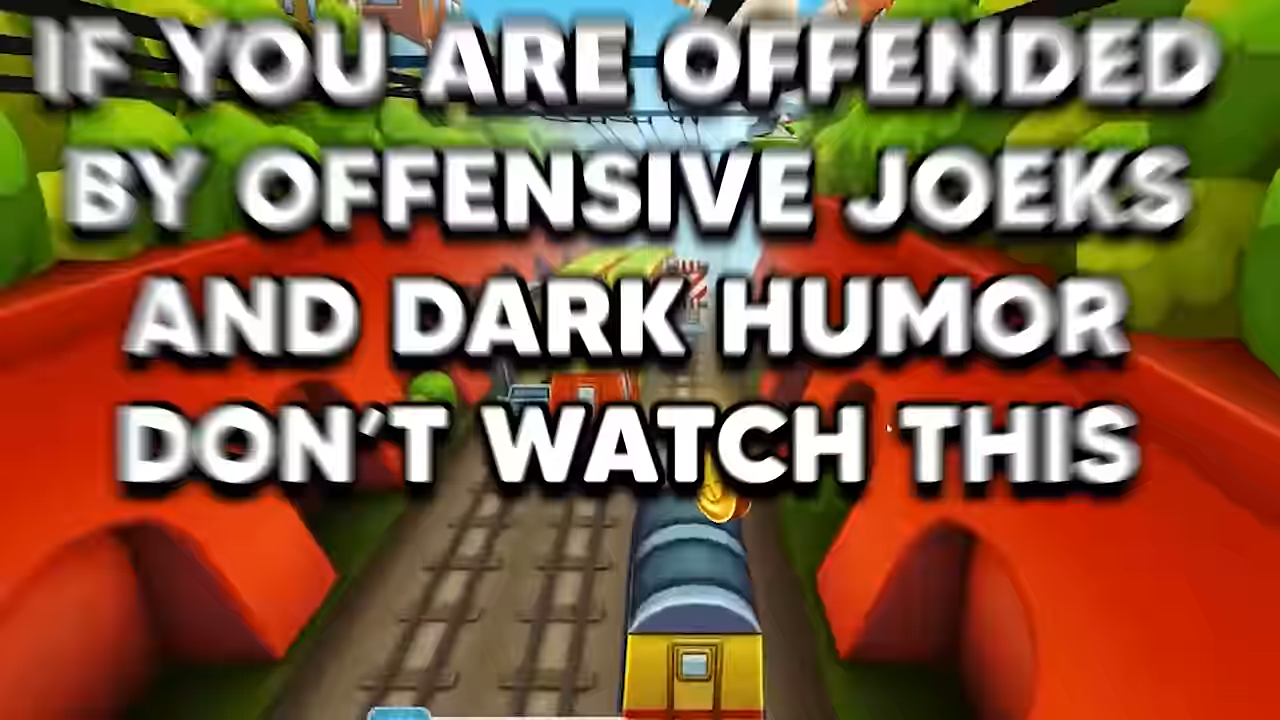 IF YOU ARE OFFENDED
BY OFFENSIVE JOEKS
AND DARK HUMOR
DON'T WATCH THIS